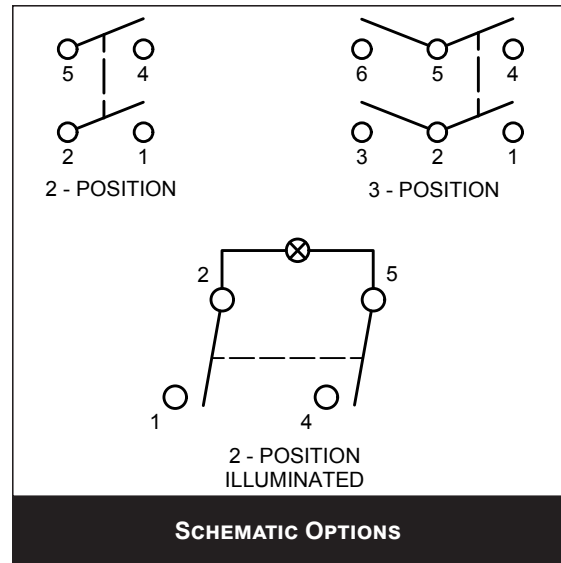 5 4
2 1
2 - POSITION
6 5 4
3 2 1
3 - POSITION
2 5
1 4
2 - POSITION
ILLUMINATED
SCHEMATIC OPTIONS